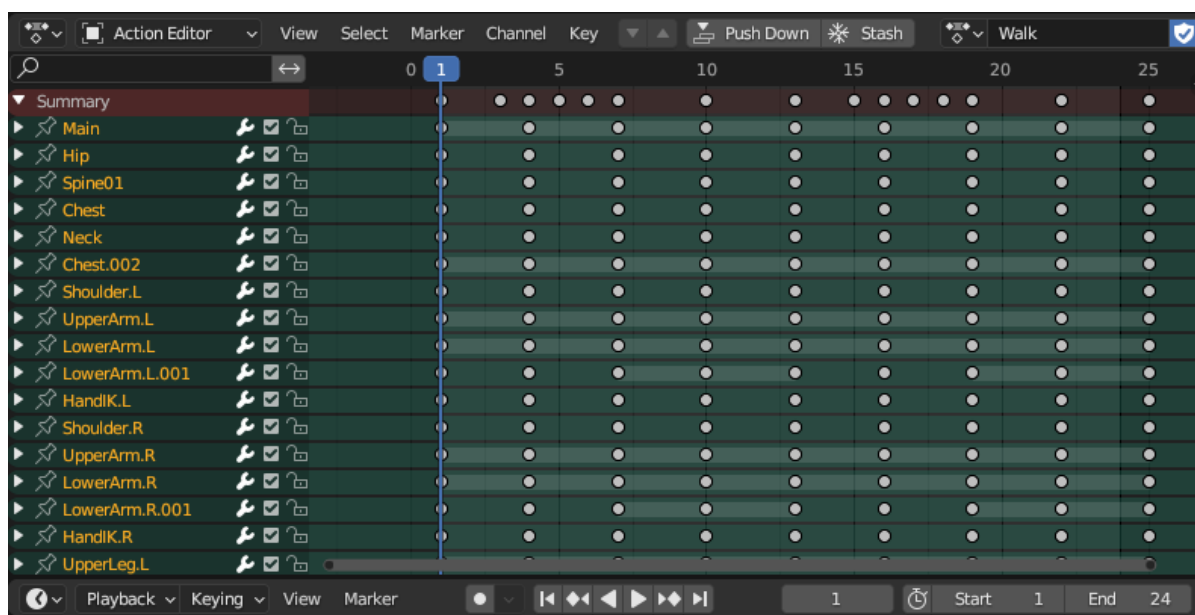 Action Editor View Select Marker Channel Key Push Down Stash Walk
0 1 5 10 15 20 25
Summary
Main
Hip
Spine01
Chest
Neck
Chest.002
Shoulder.L
UpperArm.L
LowerArm.L
LowerArm.L.001
HandIK.L
Shoulder.R
UpperArm.R
LowerArm.R
LowerArm.R.001
HandIK.R
UpperLeg.L
Playback Keying View Marker 1 Start 1 End 24